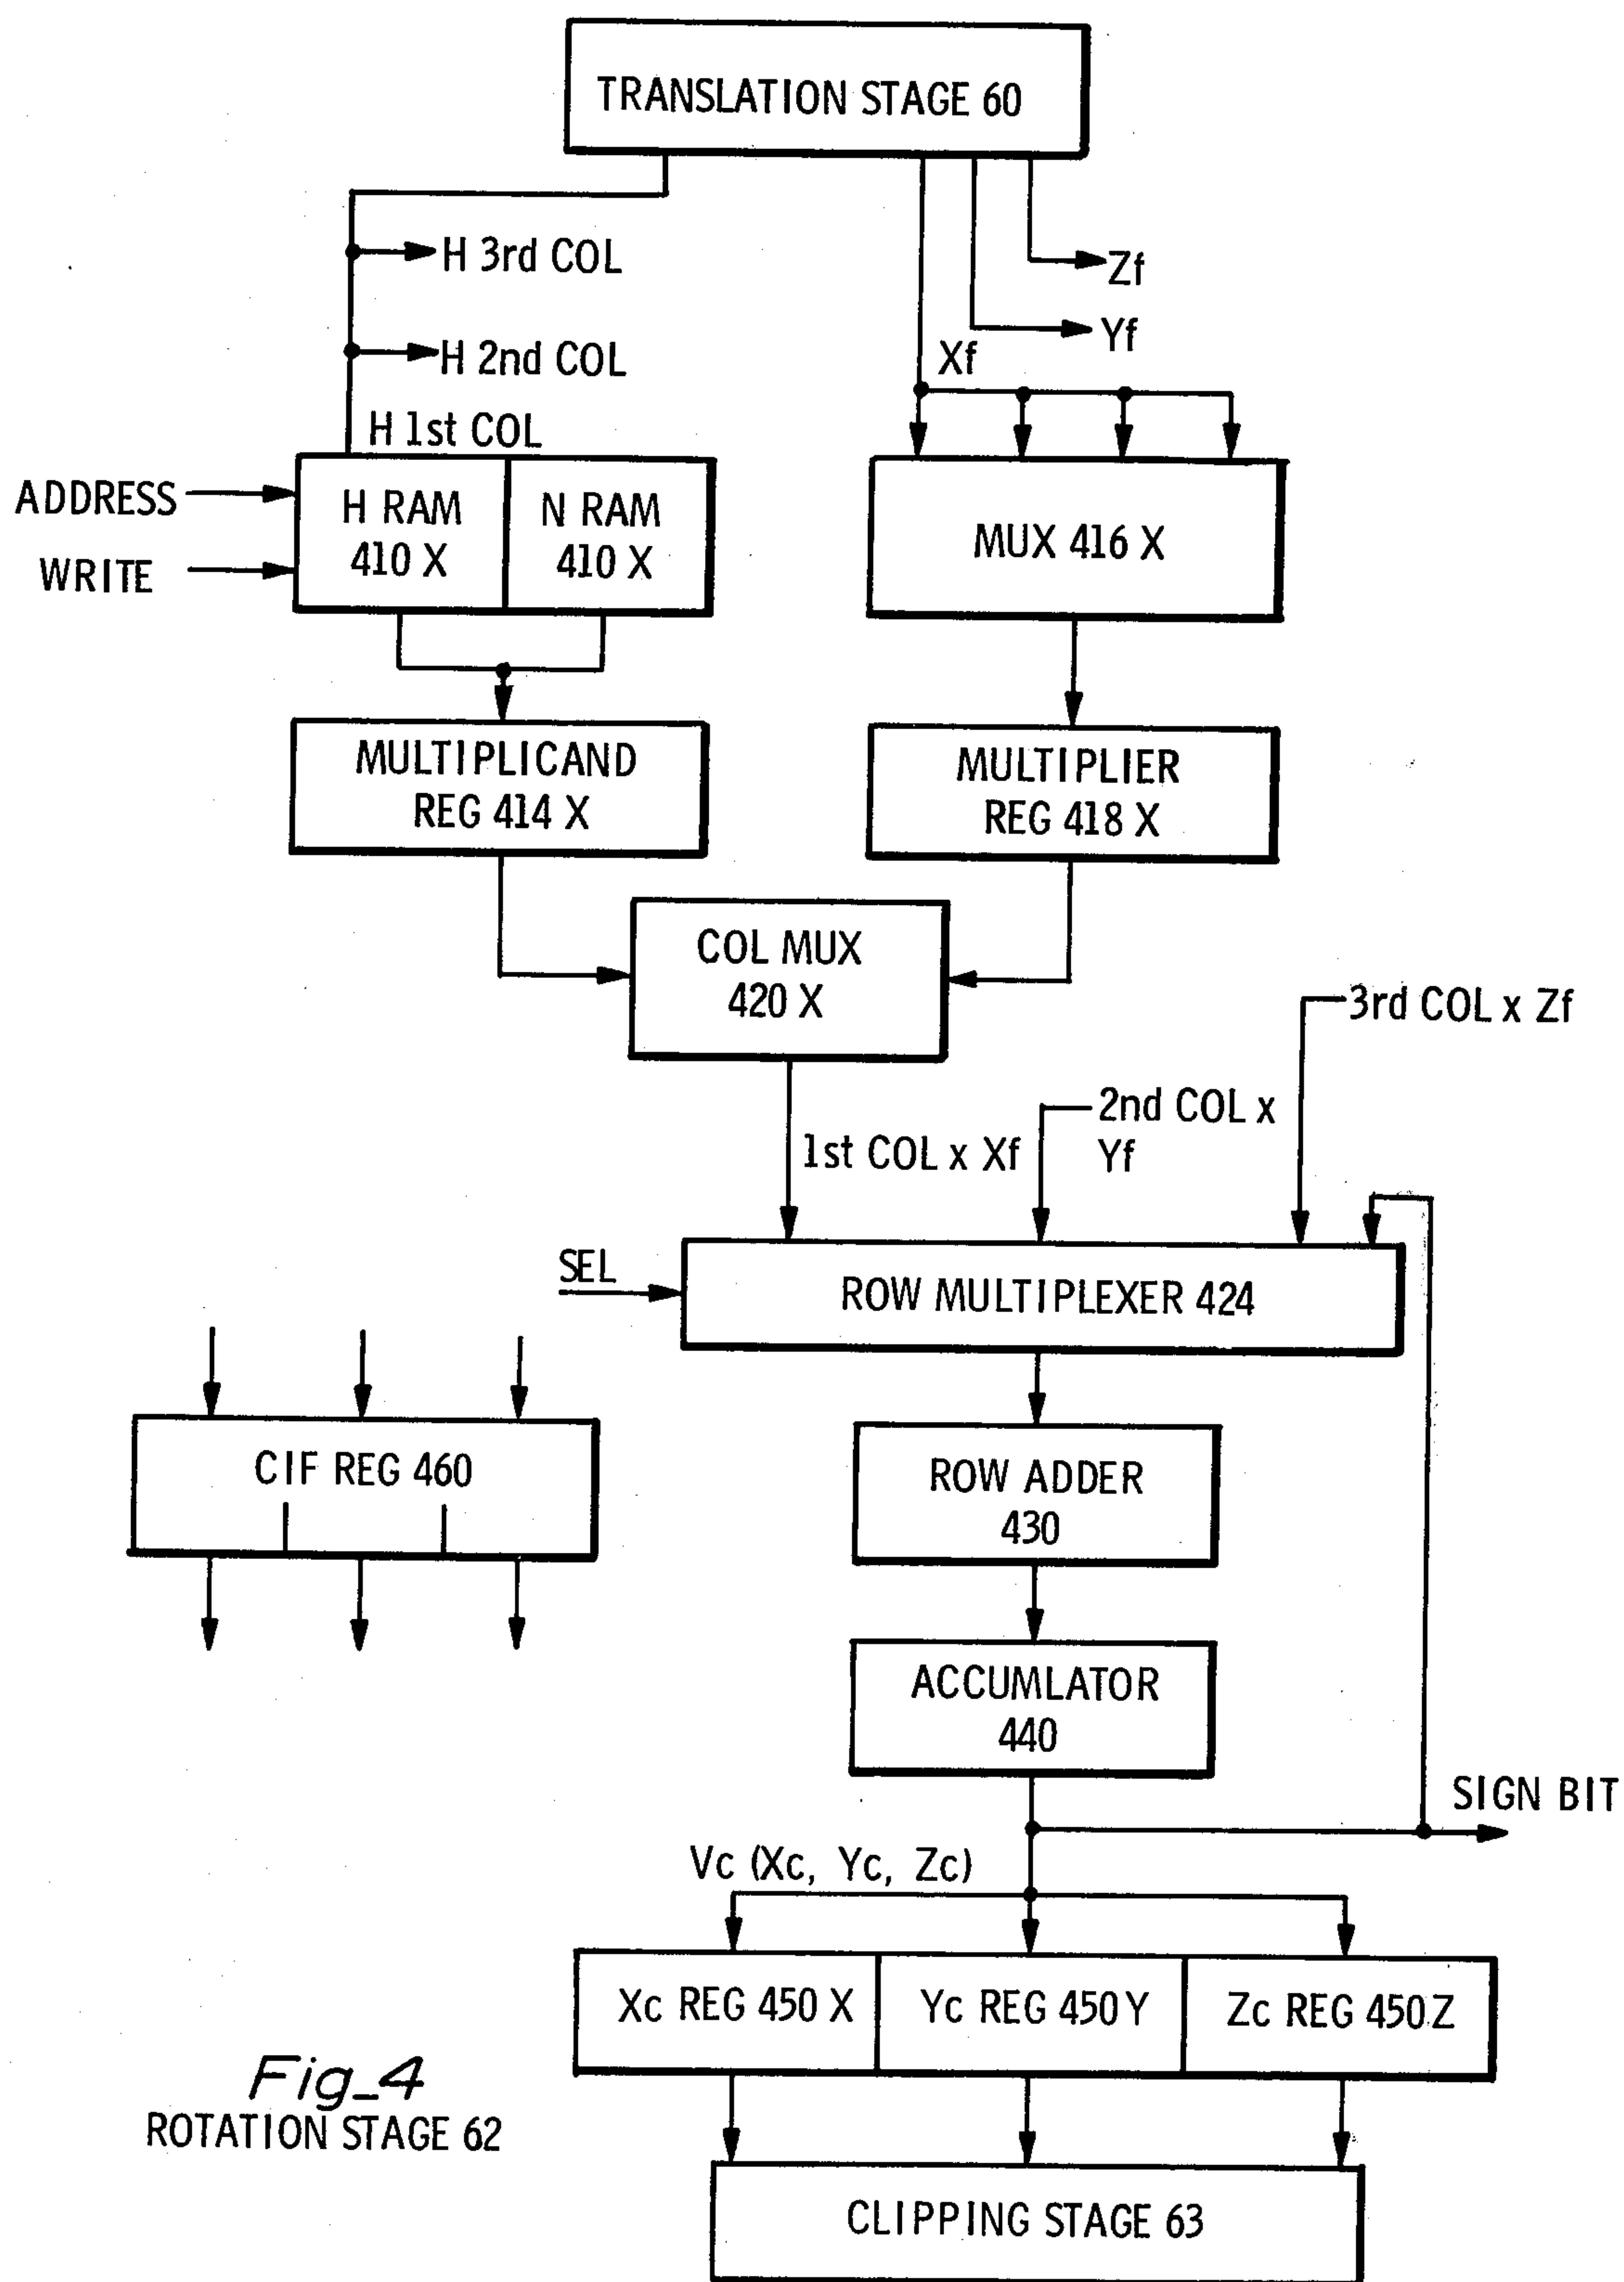 TRANSLATION STAGE 60
H 3rd COL
Zf
Yf
H 2nd COL
Xf
H 1st COL
ADDRESS
WRITE
H RAM
410 X
N RAM
410 X
MUX 416 X
MULTIPLICAND
REG 414 X
MULTIPLIER
REG 418 X
COL MUX
420 X
3rd COL x Zf
2nd COL x
Yf
1st COL x Xf
SEL
ROW MULTIPLEXER 424
CIF REG 460
ROW ADDER
430
ACCUMLATOR
440
SIGN BIT
Vc (Xc, Yc, Zc)
Xc REG 450 X
Yc REG 450 Y
Zc REG 450 Z
Fig_4
ROTATION STAGE 62
CLIPPING STAGE 63